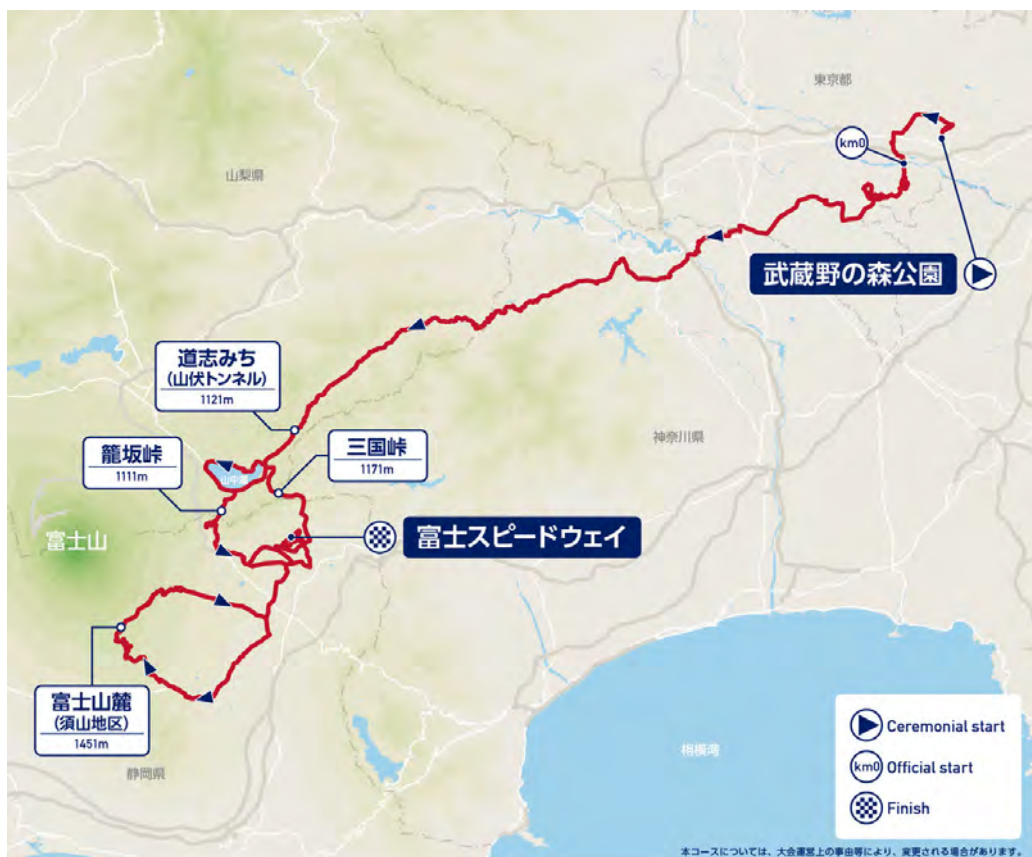 東京都
km0
山梨県
武蔵野の森公園
道志みち
(山伏トンネル)
1121m
神奈川県
籠坂峠
1111m
三国峠
1171m
山中湖
富士山
富士スピードウェイ
富士山麓
(須山地区)
1451m
静岡県
相模湾
Ceremonial start
km0 Official start
Finish
本コースについては、大会運営上の事由等により、変更される場合があります。